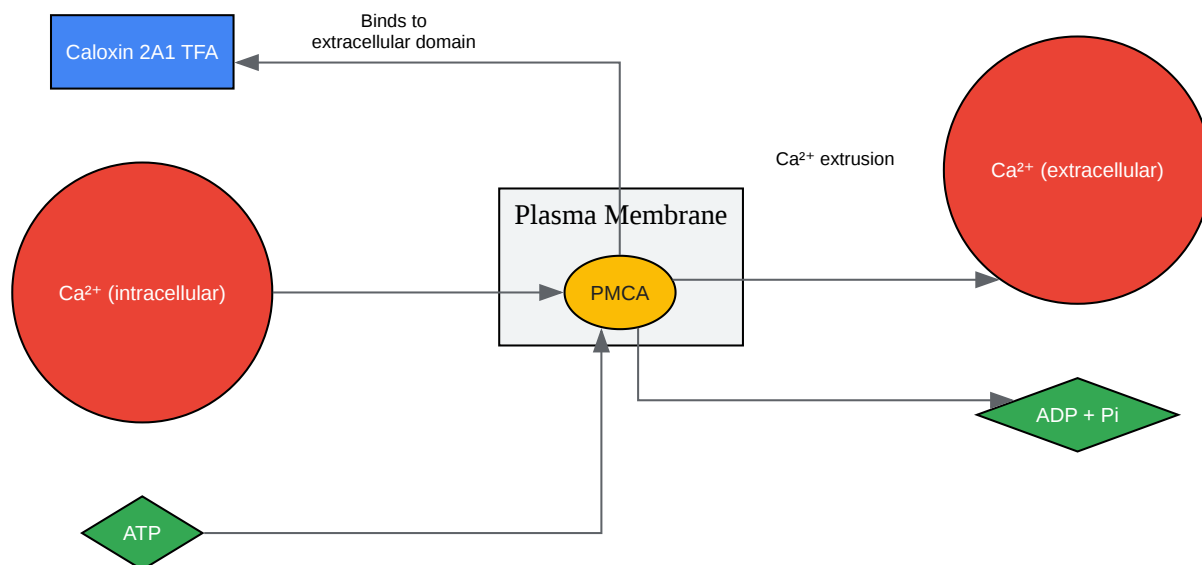 Binds to
extracellular domain
Caloxin 2A1 TFA
Ca²⁺ extrusion
Ca²⁺ (extracellular)
Plasma Membrane
Ca²⁺ (intracellular)
PMCA
ADP + Pi
ATP